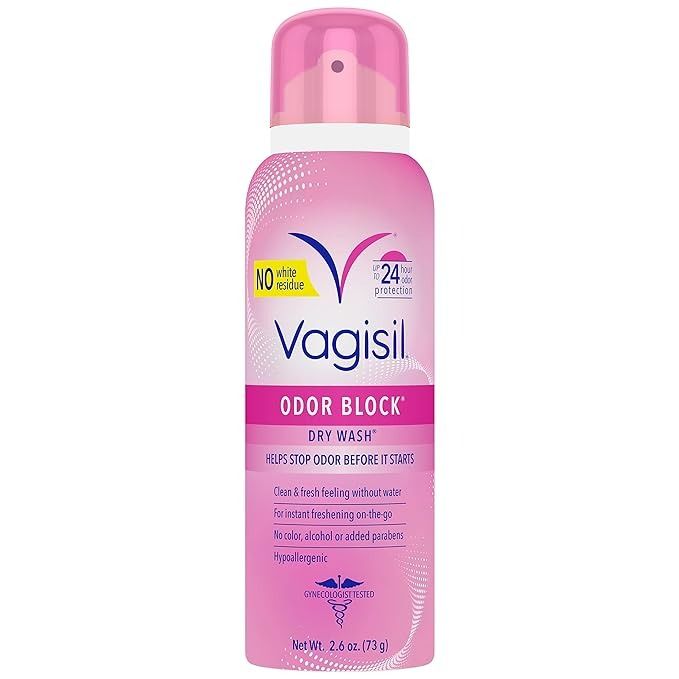 NO white
residue
UP TO 24 hour
odor
protection
Vagisil®
ODOR BLOCK®
DRY WASH®
HELPS STOP ODOR BEFORE IT STARTS
Clean & fresh feeling without water
For instant freshening on-the-go
No color, alcohol or added parabens
Hypoallergenic
GYNECOLOGIST TESTED
Net Wt. 2.6 oz. (73 g)